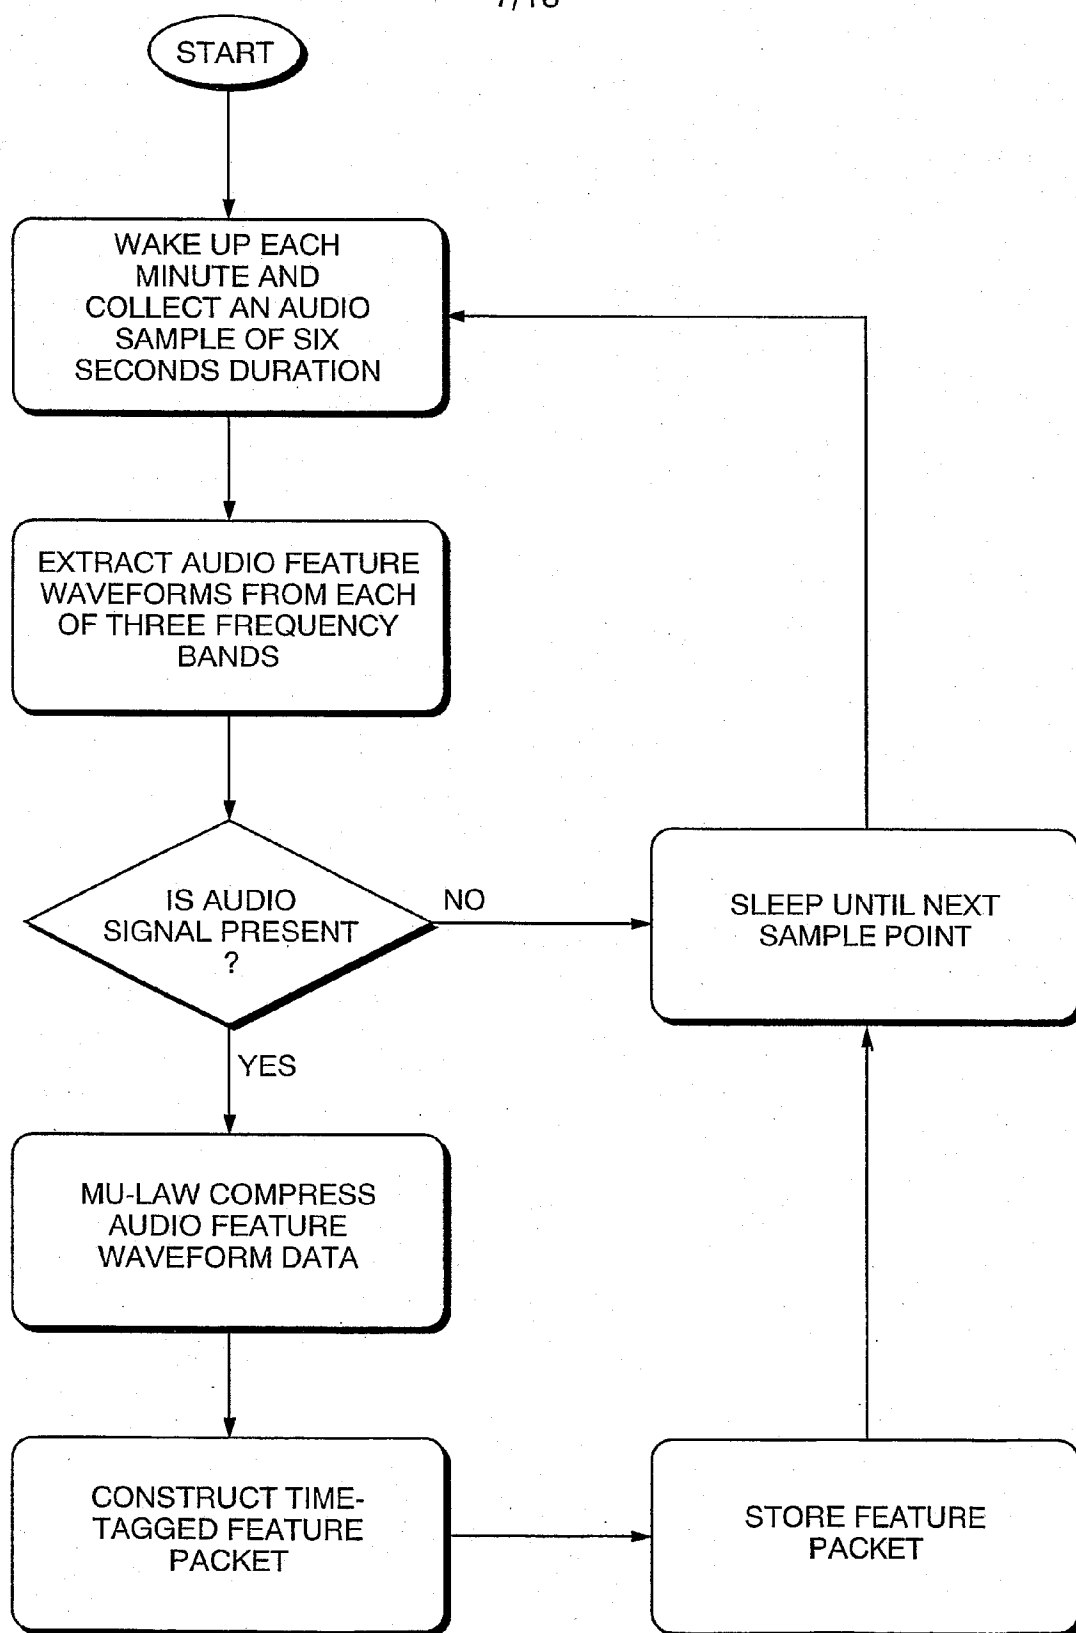 START
WAKE UP EACH
MINUTE AND
COLLECT AN AUDIO
SAMPLE OF SIX
SECONDS DURATION
EXTRACT AUDIO FEATURE
WAVEFORMS FROM EACH
OF THREE FREQUENCY
BANDS
IS AUDIO
SIGNAL PRESENT
?
NO
SLEEP UNTIL NEXT
SAMPLE POINT
YES
MU-LAW COMPRESS
AUDIO FEATURE
WAVEFORM DATA
CONSTRUCT TIME-
TAGGED FEATURE
PACKET
STORE FEATURE
PACKET